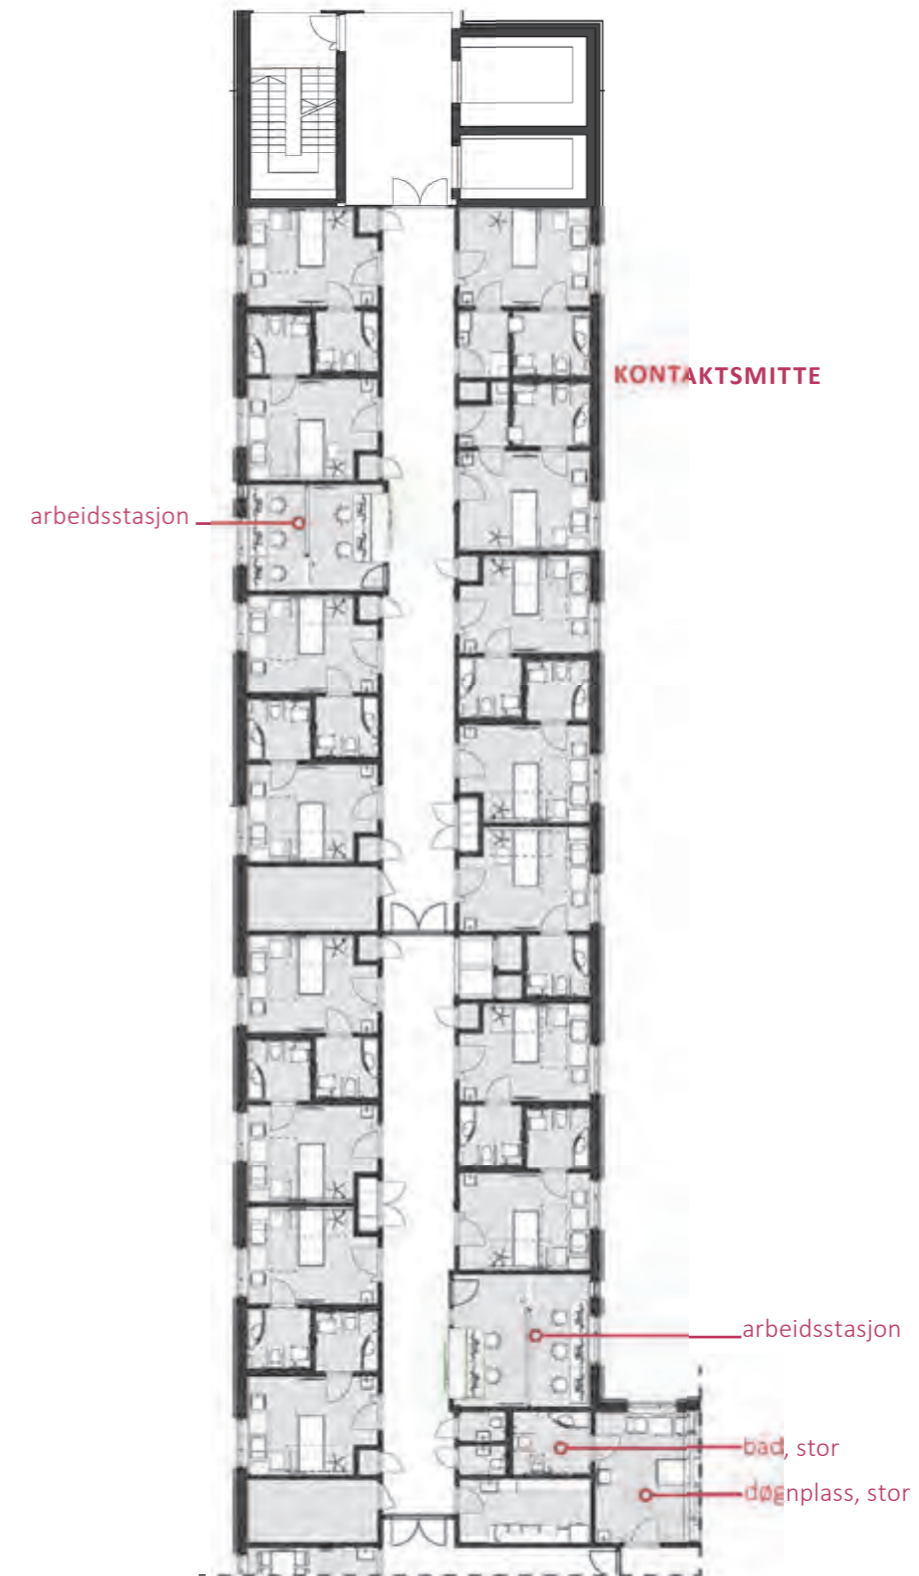 KONTAKTSMITTE
arbeidsstasjon
arbeidsstasjon
bad, stor
døgnplass, stor